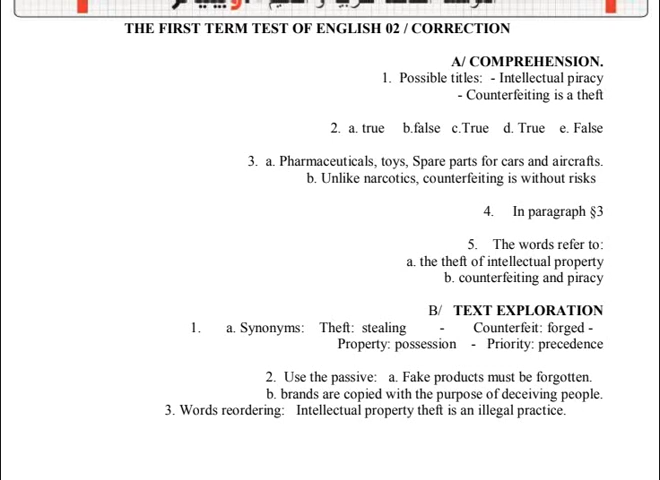 THE FIRST TERM TEST OF ENGLISH 02 / CORRECTION
A/ COMPREHENSION.
1. Possible titles: - Intellectual piracy
- Counterfeiting is a theft
2. a. true b.false c.True d. True e. False
3. a. Pharmaceuticals, toys, Spare parts for cars and aircrafts.
b. Unlike narcotics, counterfeiting is without risks
4. In paragraph §3
5. The words refer to:
a. the theft of intellectual property
b. counterfeiting and piracy
B/ TEXT EXPLORATION
1. a. Synonyms: Theft: stealing - Counterfeit: forged -
Property: possession - Priority: precedence
2. Use the passive: a. Fake products must be forgotten.
b. brands are copied with the purpose of deceiving people.
3. Words reordering: Intellectual property theft is an illegal practice.